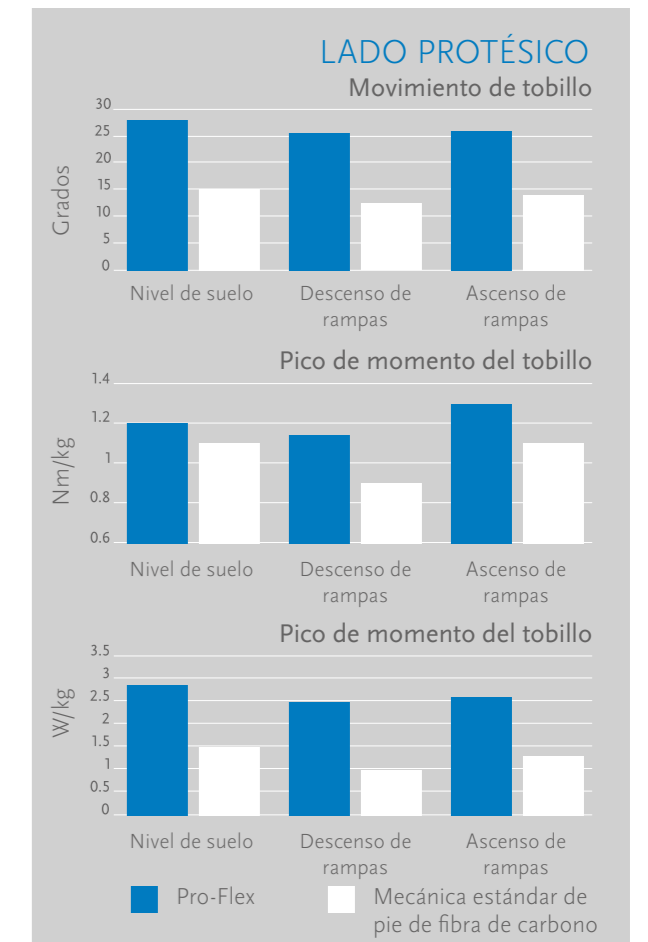 LADO PROTÉSICO
Movimiento de tobillo
Grados
30
25
20
15
10
5
0
Nivel de suelo
Descenso de
rampas
Ascenso de
rampas
Pico de momento del tobillo
Nm/kg
1.4
1.2
1
0.8
0.6
Nivel de suelo
Descenso de
rampas
Ascenso de
rampas
Pico de momento del tobillo
W/kg
3.5
3
2.5
2
1.5
1
0.5
0
Nivel de suelo
Descenso de
rampas
Ascenso de
rampas
Pro-Flex
Mecánica estándar de
pie de fibra de carbono